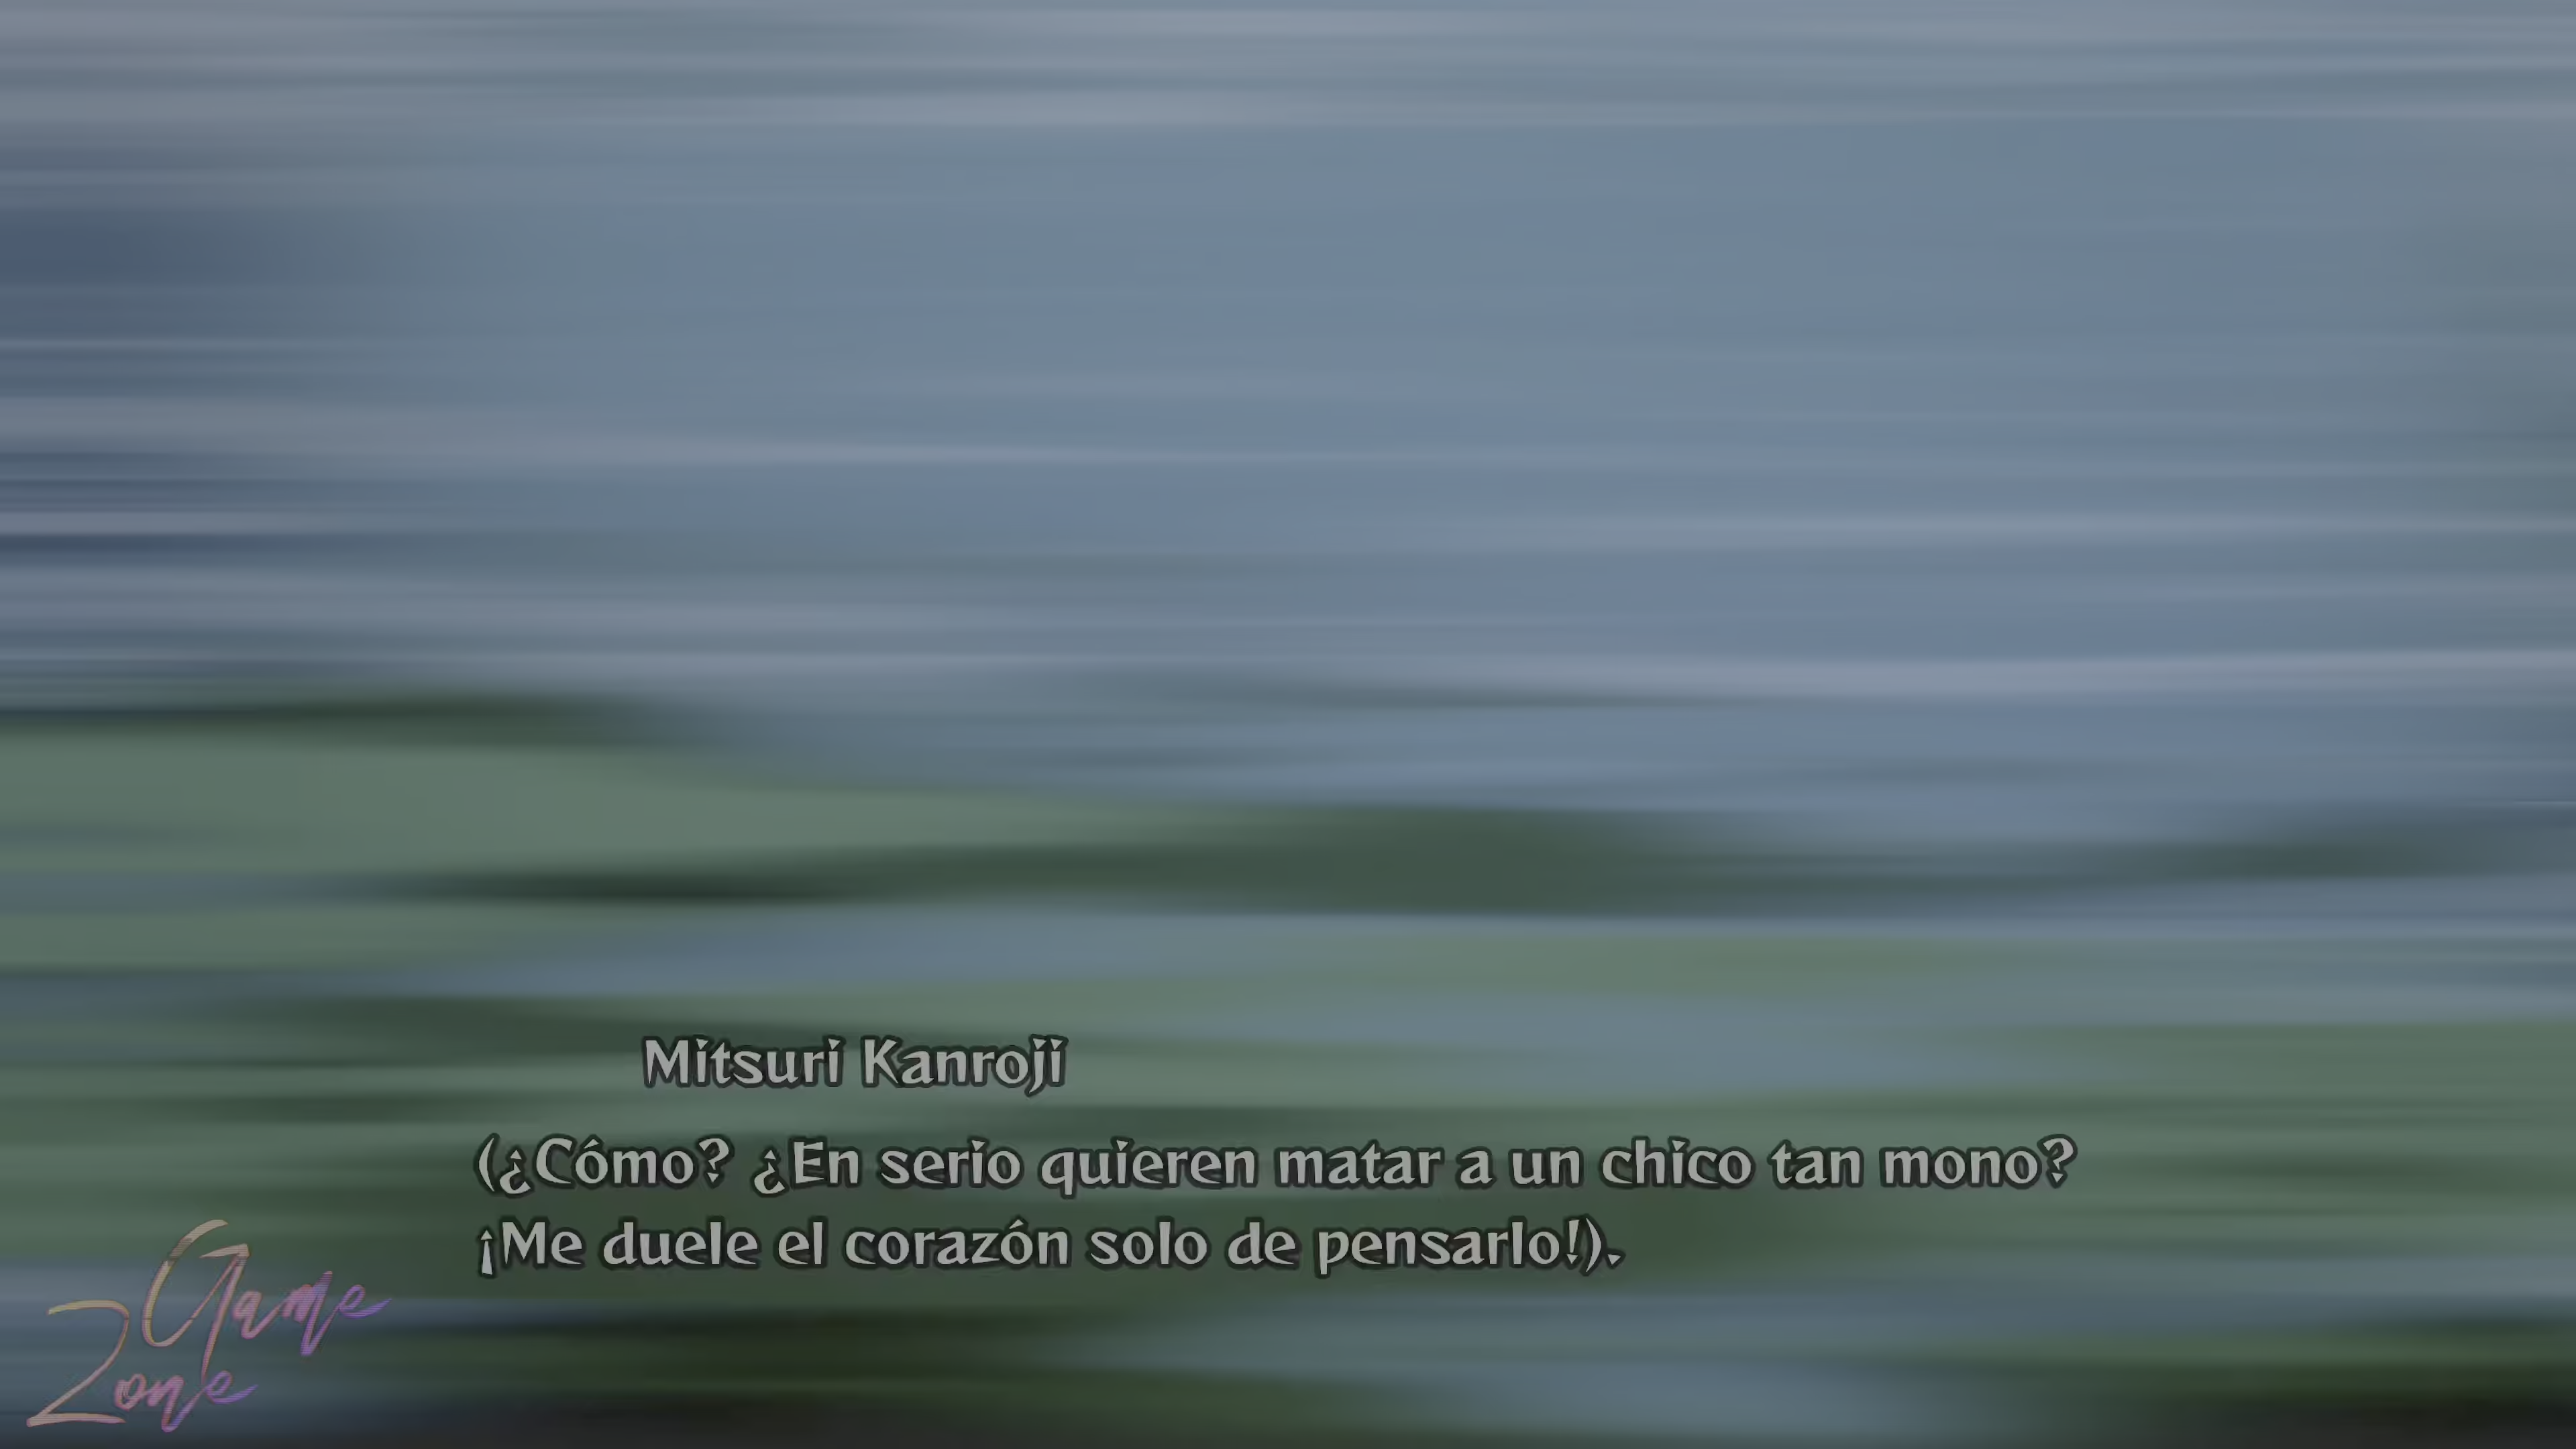 Mitsuri Kanroji
(¿Cómo? ¿En serio quieren matar a un chico tan mono?
¡Me duele el corazón solo de pensarlo!).
Game
Zone